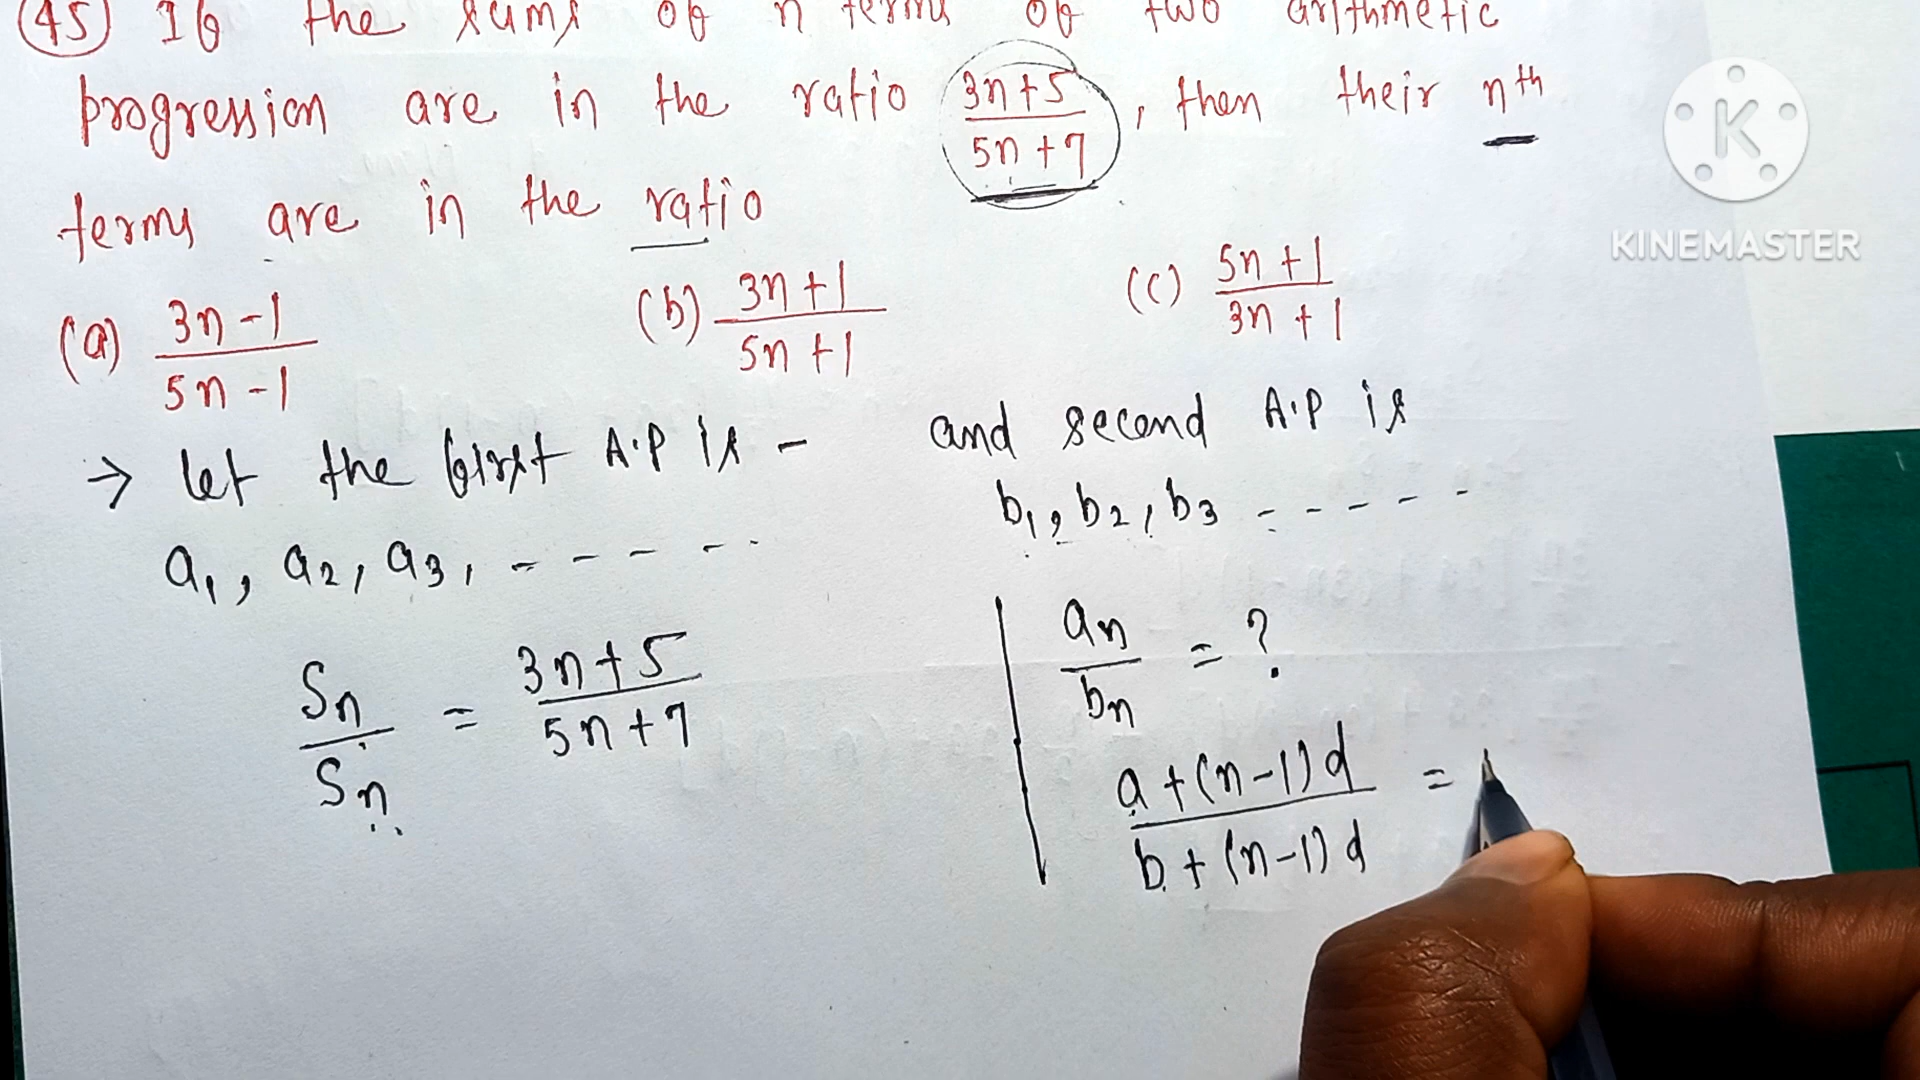 (45) If the sums of n terms of two arithmetic
progression are in the ratio (3n+5)/(5n+7), then their nth
terms are in the ratio
(a) (3n-1)/(5n-1) (b) (3n+1)/(5n+1) (c) (5n+1)/(3n+1)
→ Let the first A.P is - and second A.P is
a1, a2, a3, ----- b1, b2, b3 -----
Sn/Sn = (3n+5)/(5n+7)
an/bn = ?
(a+(n-1)d)/(b+(n-1)d) =
K
KINEMASTER